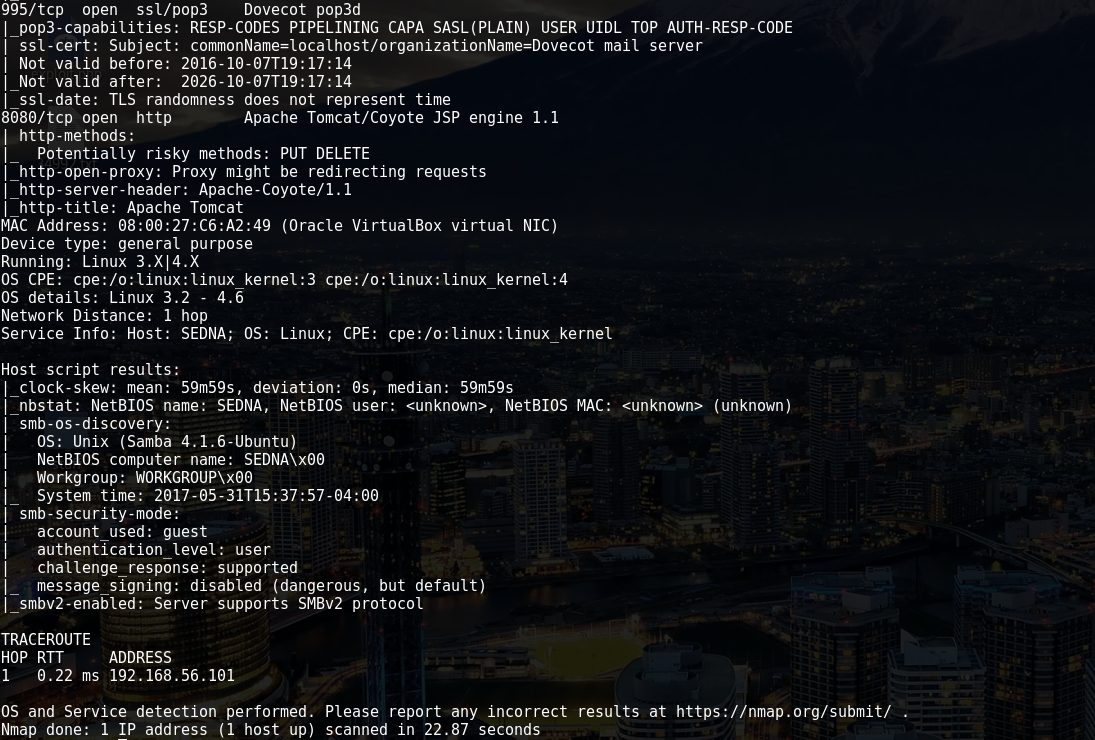 995/tcp  open  ssl/pop3    Dovecot pop3d
|_pop3-capabilities: RESP-CODES PIPELINING CAPA SASL(PLAIN) USER UIDL TOP AUTH-RESP-CODE
| ssl-cert: Subject: commonName=localhost/organizationName=Dovecot mail server
| Not valid before: 2016-10-07T19:17:14
|_Not valid after:  2026-10-07T19:17:14
|_ssl-date: TLS randomness does not represent time
8080/tcp open  http        Apache Tomcat/Coyote JSP engine 1.1
| http-methods:
|_  Potentially risky methods: PUT DELETE
|_http-open-proxy: Proxy might be redirecting requests
|_http-server-header: Apache-Coyote/1.1
|_http-title: Apache Tomcat
MAC Address: 08:00:27:C6:A2:49 (Oracle VirtualBox virtual NIC)
Device type: general purpose
Running: Linux 3.X|4.X
OS CPE: cpe:/o:linux:linux_kernel:3 cpe:/o:linux:linux_kernel:4
OS details: Linux 3.2 - 4.6
Network Distance: 1 hop
Service Info: Host: SEDNA; OS: Linux; CPE: cpe:/o:linux:linux_kernel

Host script results:
|_clock-skew: mean: 59m59s, deviation: 0s, median: 59m59s
|_nbstat: NetBIOS name: SEDNA, NetBIOS user: <unknown>, NetBIOS MAC: <unknown> (unknown)
| smb-os-discovery:
|   OS: Unix (Samba 4.1.6-Ubuntu)
|   NetBIOS computer name: SEDNA\x00
|   Workgroup: WORKGROUP\x00
|_  System time: 2017-05-31T15:37:57-04:00
| smb-security-mode:
|   account_used: guest
|   authentication_level: user
|   challenge_response: supported
|_  message_signing: disabled (dangerous, but default)
|_smbv2-enabled: Server supports SMBv2 protocol

TRACEROUTE
HOP RTT     ADDRESS
1   0.22 ms 192.168.56.101

OS and Service detection performed. Please report any incorrect results at https://nmap.org/submit/ .
Nmap done: 1 IP address (1 host up) scanned in 22.87 seconds